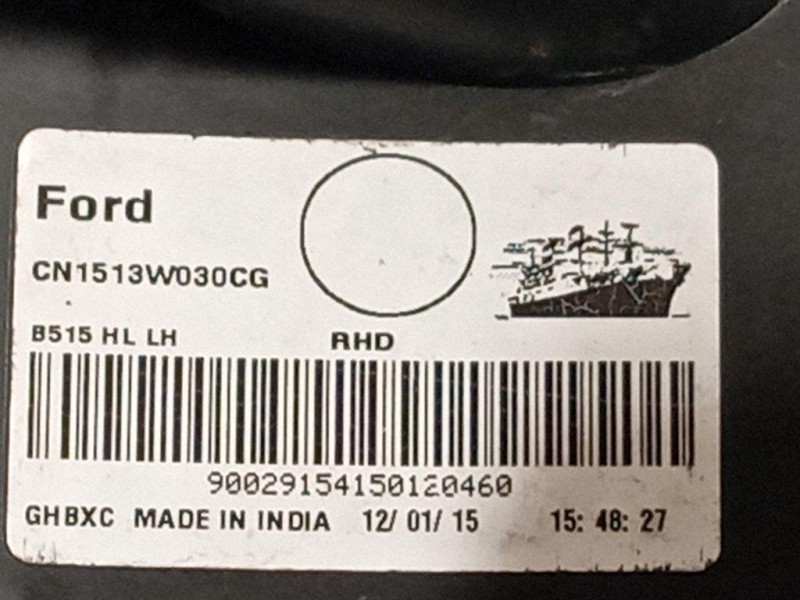 Ford
CN1513W030CG
B515 HL LH RHD
90029154150120460
GHBXC MADE IN INDIA 12/ 01/ 15 15: 48: 27